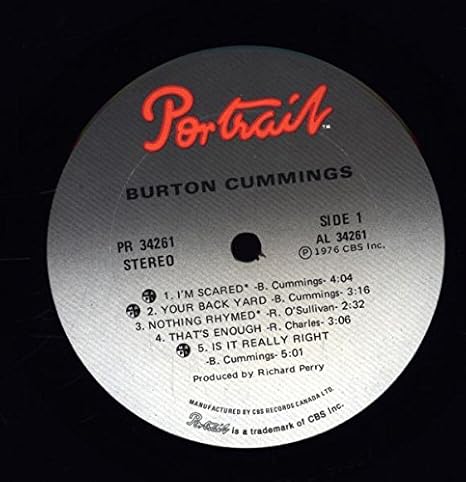 Portrait™
BURTON CUMMINGS
PR 34261
STEREO
SIDE 1
AL 34261
℗ 1976 CBS Inc.
1. I'M SCARED* -B. Cummings- 4:04
2. YOUR BACK YARD -B. Cummings- 3:16
3. NOTHING RHYMED* -R. O'Sullivan- 2:32
4. THAT'S ENOUGH -R. Charles- 3:06
5. IS IT REALLY RIGHT
-B. Cummings- 5:01
Produced by Richard Perry
MANUFACTURED BY CBS RECORDS CANADA LTD.
Portrait is a trademark of CBS Inc.